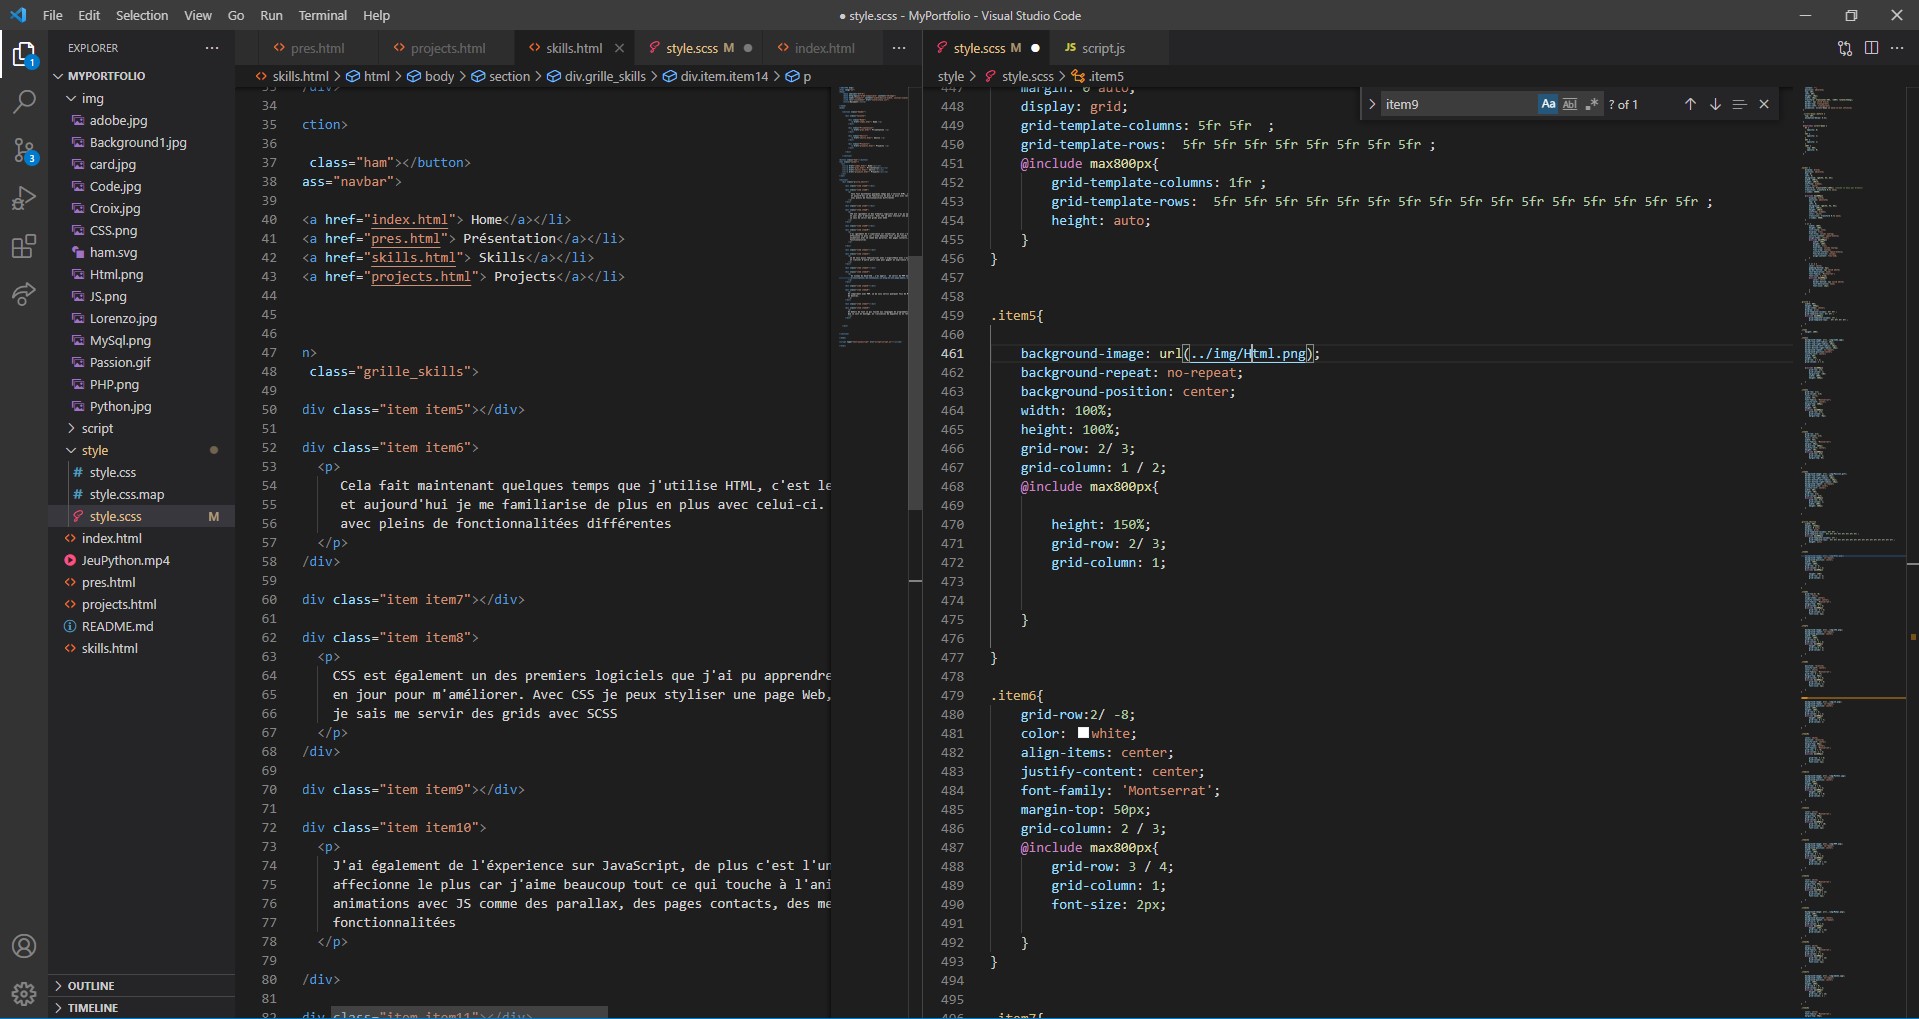 File Edit Selection View Go Run Terminal Help
● style.scss - MyPortfolio - Visual Studio Code
EXPLORER
MYPORTFOLIO
img
adobe.jpg
Background1.jpg
card.jpg
Code.jpg
Croix.jpg
CSS.png
ham.svg
Html.png
JS.png
Lorenzo.jpg
MySql.png
Passion.gif
PHP.png
Python.jpg
script
style
style.css
style.css.map
style.scss M
index.html
JeuPython.mp4
pres.html
projects.html
README.md
skills.html
OUTLINE
TIMELINE
1
3
pres.html projects.html skills.html style.scss M index.html
skills.html > html > body > section > div.grille_skills > div.item.item14 > p
33 /div>
34
35 ction>
36
37 class="ham"></button>
38 ass="navbar">
39
40 <a href="index.html"> Home</a></li>
41 <a href="pres.html"> Présentation</a></li>
42 <a href="skills.html"> Skills</a></li>
43 <a href="projects.html"> Projects</a></li>
44
45
46
47 n>
48 class="grille_skills">
49
50 div class="item item5"></div>
51
52 div class="item item6">
53 <p>
54 Cela fait maintenant quelques temps que j'utilise HTML, c'est le
55 et aujourd'hui je me familiarise de plus en plus avec celui-ci.
56 avec pleins de fonctionnalitées différentes
57 </p>
58 /div>
59
60 div class="item item7"></div>
61
62 div class="item item8">
63 <p>
64 CSS est également un des premiers logiciels que j'ai pu apprendre
65 en jour pour m'améliorer. Avec CSS je peux styliser une page Web,
66 je sais me servir des grids avec SCSS
67 </p>
68 /div>
69
70 div class="item item9"></div>
71
72 div class="item item10">
73 <p>
74 J'ai également de l'éxperience sur JavaScript, de plus c'est l'un
75 affecionne le plus car j'aime beaucoup tout ce qui touche à l'ani
76 animations avec JS comme des parallax, des pages contacts, des me
77 fonctionnalitées
78 </p>
79
80 /div>
81
82 div class="item item11"></div>
style.scss M script.js
style > style.scss > .item5
item9 Aa Abl .* ? of 1
447 margin: 0 auto;
448 display: grid;
449 grid-template-columns: 5fr 5fr ;
450 grid-template-rows: 5fr 5fr 5fr 5fr 5fr 5fr 5fr 5fr ;
451 @include max800px{
452 grid-template-columns: 1fr ;
453 grid-template-rows: 5fr 5fr 5fr 5fr 5fr 5fr 5fr 5fr 5fr 5fr 5fr 5fr 5fr 5fr 5fr 5fr ;
454 height: auto;
455 }
456 }
457
458
459 .item5{
460
461 background-image: url(../img/Html.png);
462 background-repeat: no-repeat;
463 background-position: center;
464 width: 100%;
465 height: 100%;
466 grid-row: 2/ 3;
467 grid-column: 1 / 2;
468 @include max800px{
469
470 height: 150%;
471 grid-row: 2/ 3;
472 grid-column: 1;
473
474
475 }
476
477 }
478
479 .item6{
480 grid-row:2/ -8;
481 color: white;
482 align-items: center;
483 justify-content: center;
484 font-family: 'Montserrat';
485 margin-top: 50px;
486 grid-column: 2 / 3;
487 @include max800px{
488 grid-row: 3 / 4;
489 grid-column: 1;
490 font-size: 2px;
491
492 }
493 }
494
495
496 .item7{